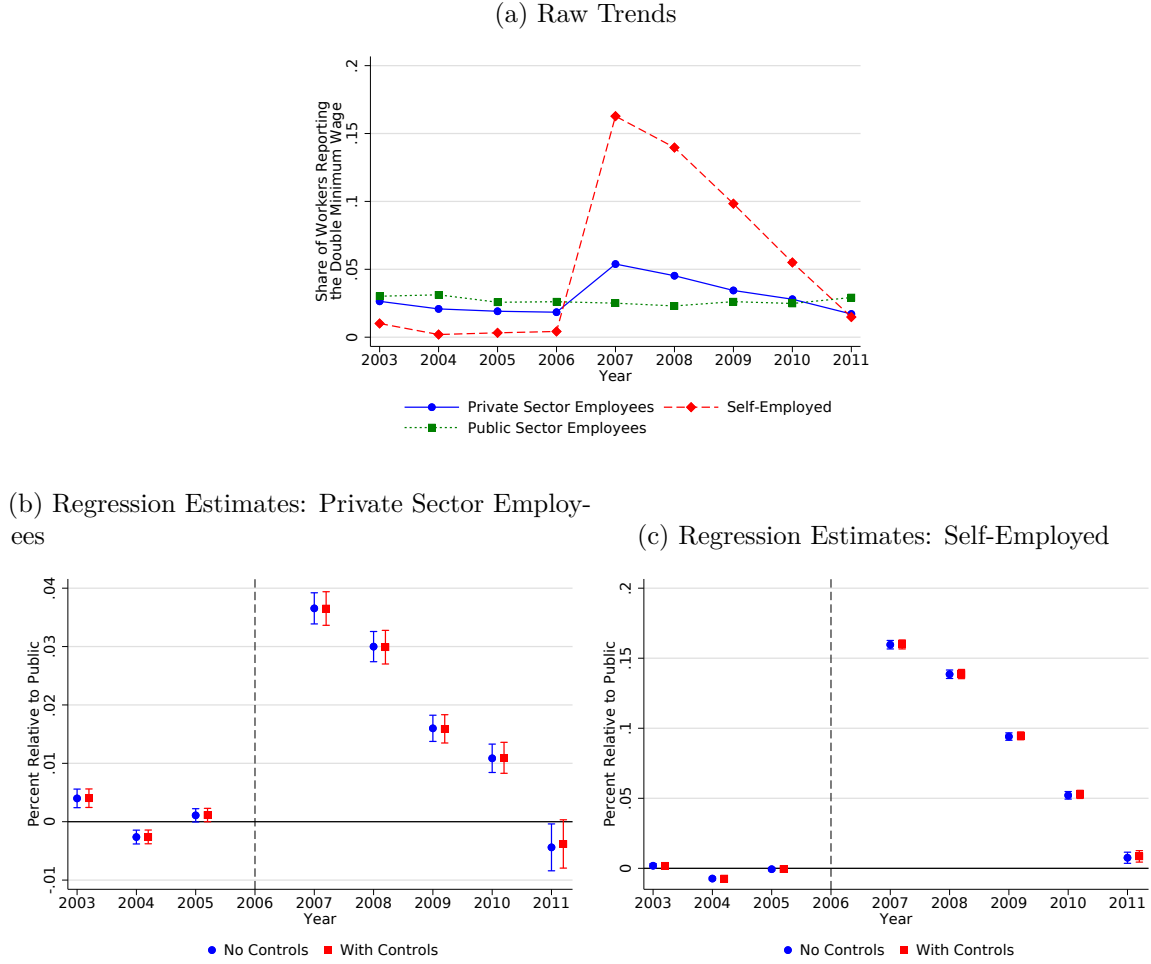 (a) Raw Trends
Share of Workers Reporting
the Double Minimum Wage
.2
.15
.1
.05
0
2003 2004 2005 2006 2007 2008 2009 2010 2011
Year
Private Sector Employees Self-Employed
Public Sector Employees
(b) Regression Estimates: Private Sector Employ-
ees
Percent Relative to Public
.04
.03
.02
.01
0
-.01
2003 2004 2005 2006 2007 2008 2009 2010 2011
Year
No Controls With Controls
(c) Regression Estimates: Self-Employed
Percent Relative to Public
.2
.15
.1
.05
0
2003 2004 2005 2006 2007 2008 2009 2010 2011
Year
No Controls With Controls